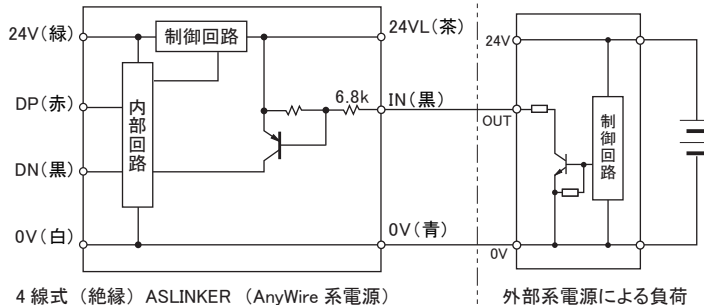 24V（緑）
制御回路
24VL（茶）
24V
DP（赤）
内部回路
6.8k
IN（黒）
OUT
制御回路
DN（黒）
0V（白）
0V（青）
0V
4 線式 （絶縁） ASLINKER （AnyWire 系電源）
外部系電源による負荷